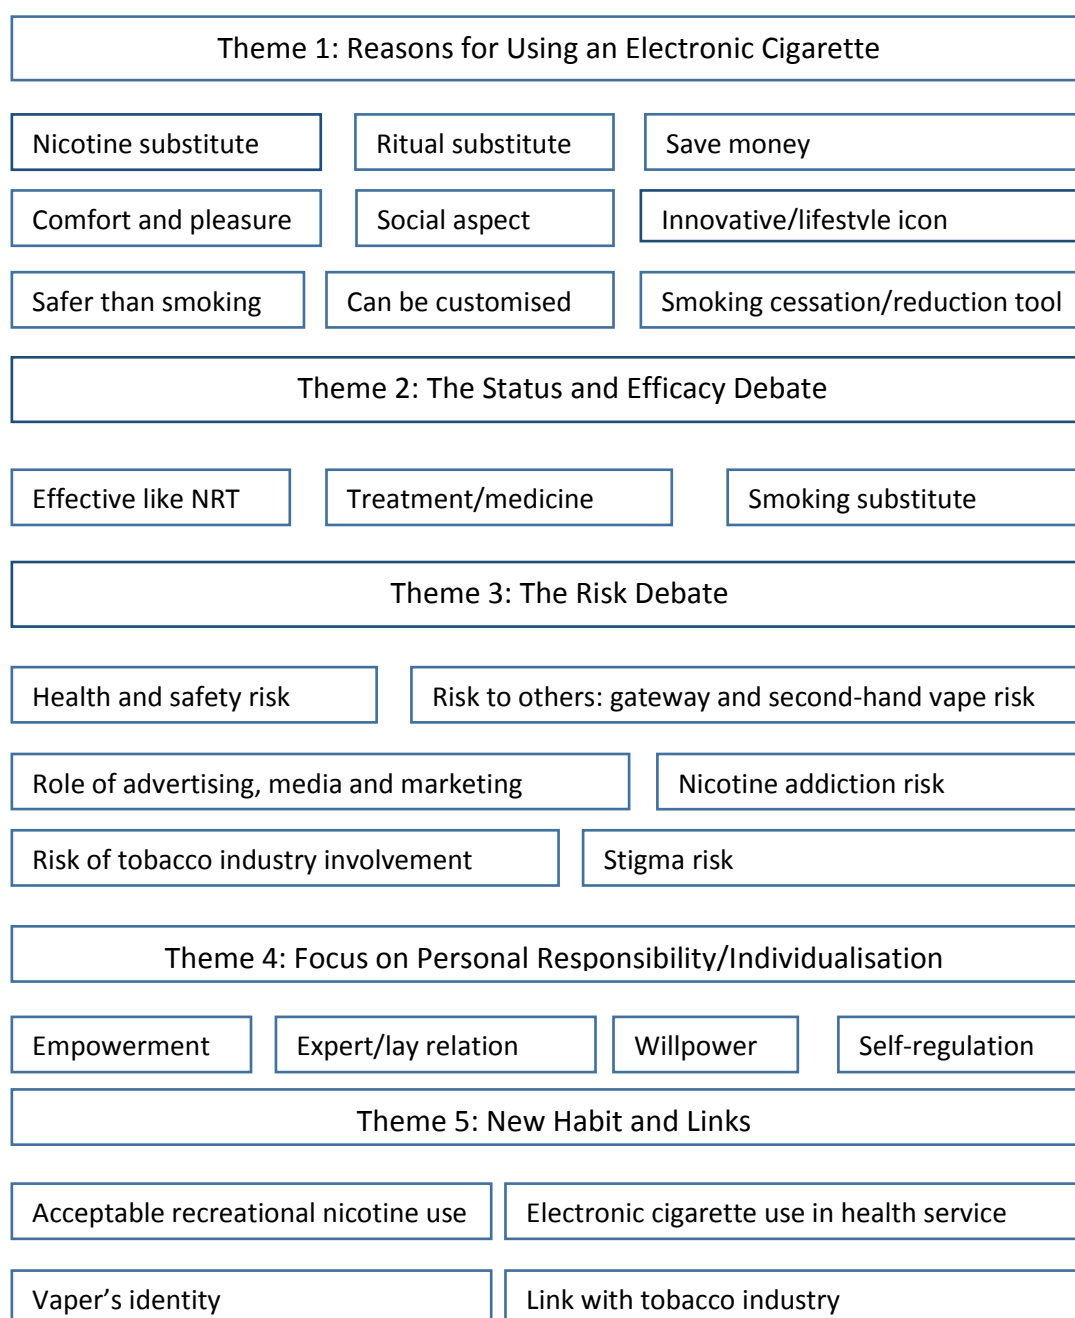 Theme 1: Reasons for Using an Electronic Cigarette
Nicotine substitute
Ritual substitute
Save money
Comfort and pleasure
Social aspect
Innovative/lifestyle icon
Safer than smoking
Can be customised
Smoking cessation/reduction tool
Theme 2: The Status and Efficacy Debate
Effective like NRT
Treatment/medicine
Smoking substitute
Theme 3: The Risk Debate
Health and safety risk
Risk to others: gateway and second-hand vape risk
Role of advertising, media and marketing
Nicotine addiction risk
Risk of tobacco industry involvement
Stigma risk
Theme 4: Focus on Personal Responsibility/Individualisation
Empowerment
Expert/lay relation
Willpower
Self-regulation
Theme 5: New Habit and Links
Acceptable recreational nicotine use
Electronic cigarette use in health service
Vaper’s identity
Link with tobacco industry